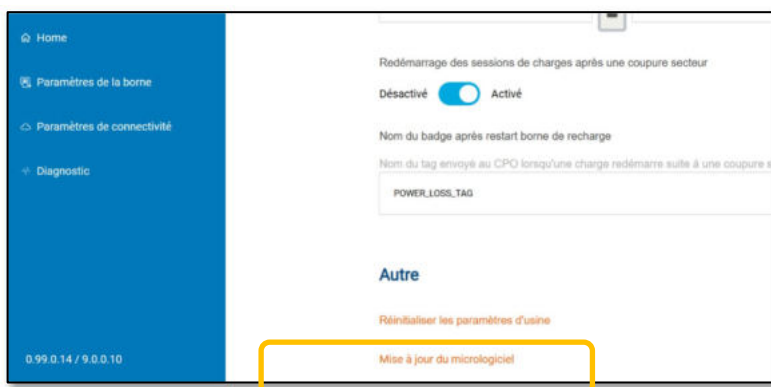 Home
Paramètres de la borne
Paramètres de connectivité
Diagnostic
0.99.0.14 / 9.0.0.10
Redémarrage des sessions de charges après une coupure secteur
Désactivé Activé
Nom du badge après restart borne de recharge
Nom du tag envoyé au CPO lorsqu'une charge redémarre suite à une coupure s
POWER_LOSS_TAG
Autre
Réinitialiser les paramètres d'usine
Mise à jour du micrologiciel